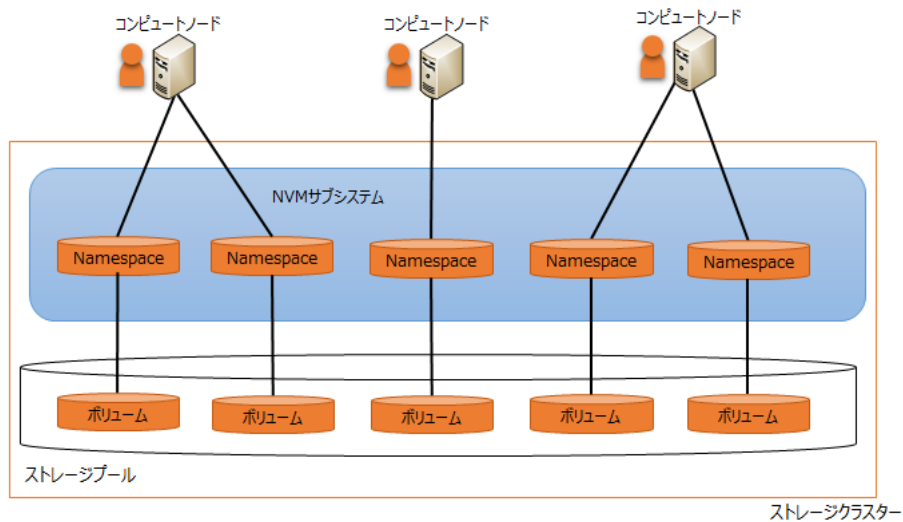 コンピュートノード
コンピュートノード
コンピュートノード
NVMサブシステム
Namespace
Namespace
Namespace
Namespace
Namespace
ボリューム
ボリューム
ボリューム
ボリューム
ボリューム
ストレージプール
ストレージクラスター